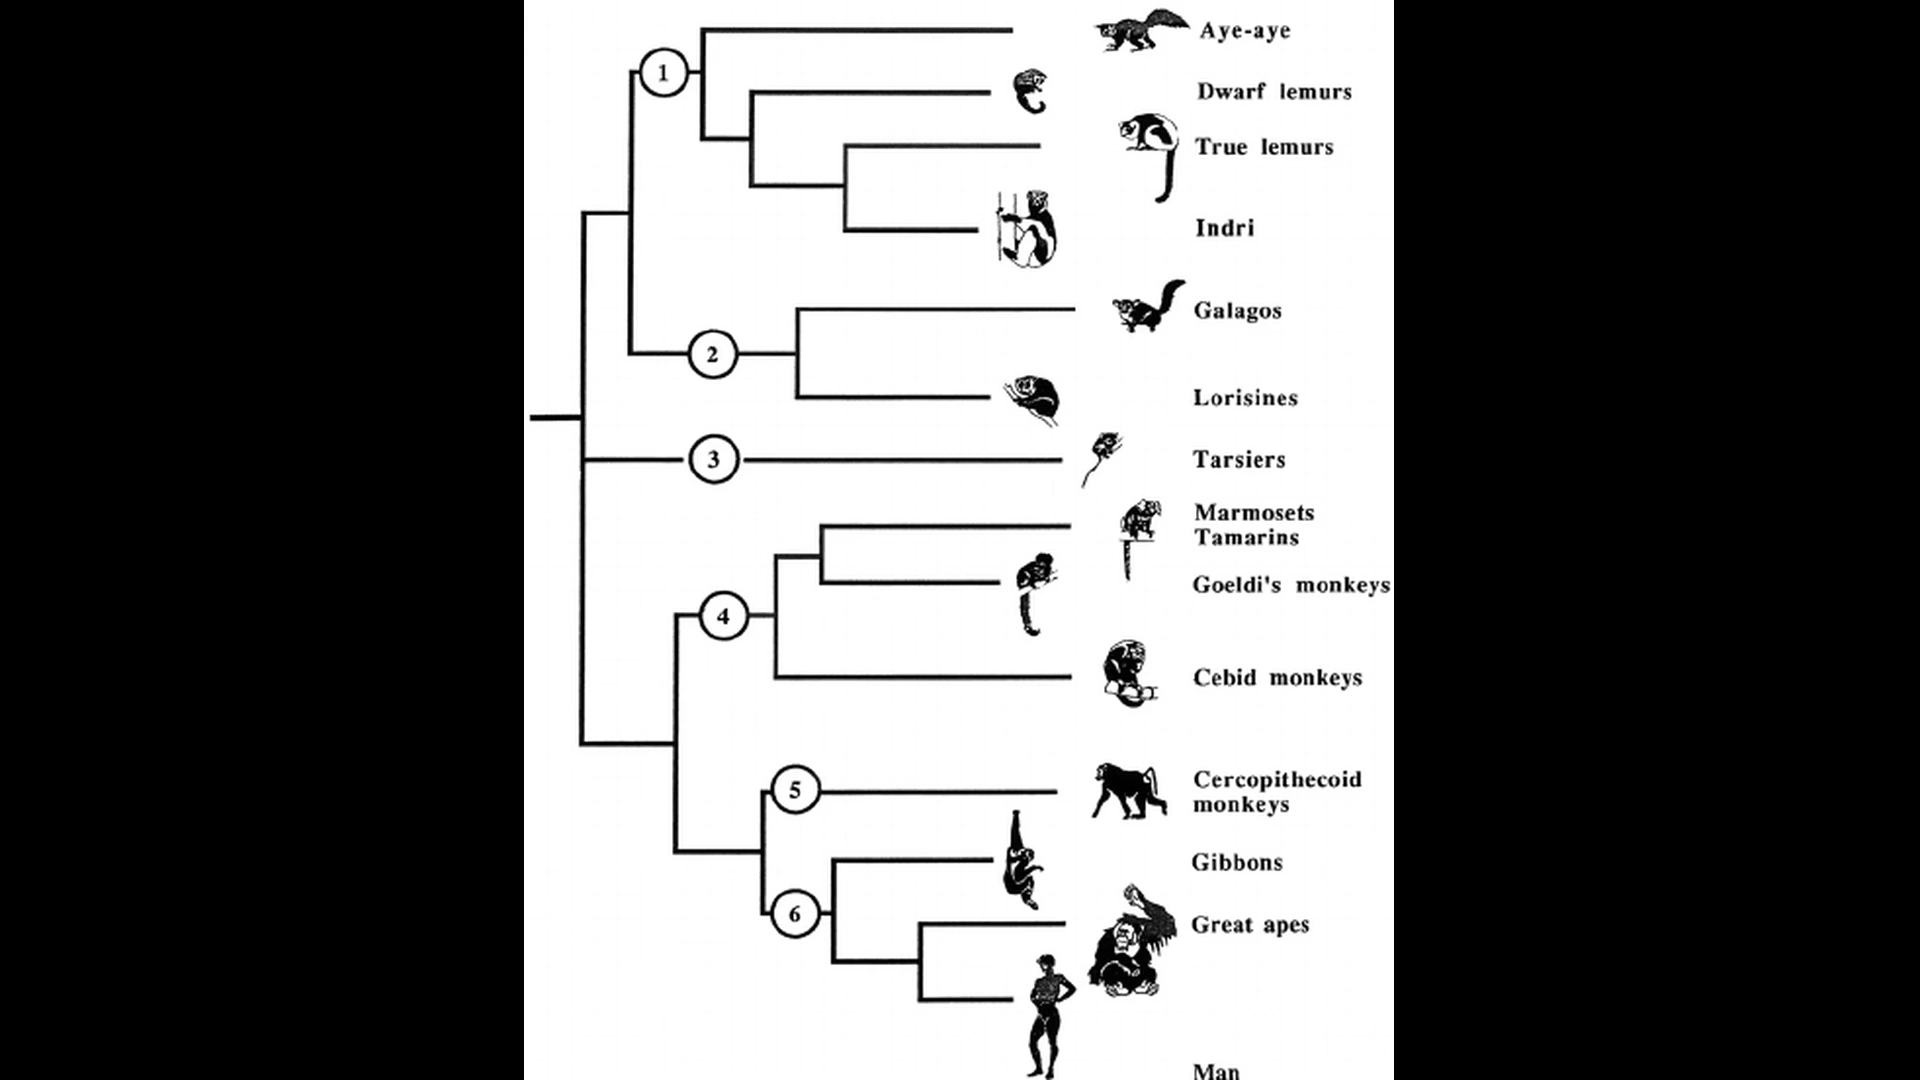 1
Aye-aye
Dwarf lemurs
True lemurs
Indri
2
Galagos
Lorisines
3
Tarsiers
4
Marmosets
Tamarins
Goeldi's monkeys
Cebid monkeys
5
Cercopithecoid
monkeys
6
Gibbons
Great apes
Man